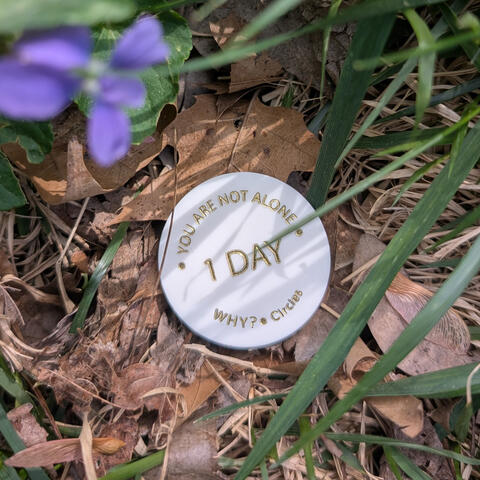 YOU ARE NOT ALONE
1 DAY
WHY? • Circles